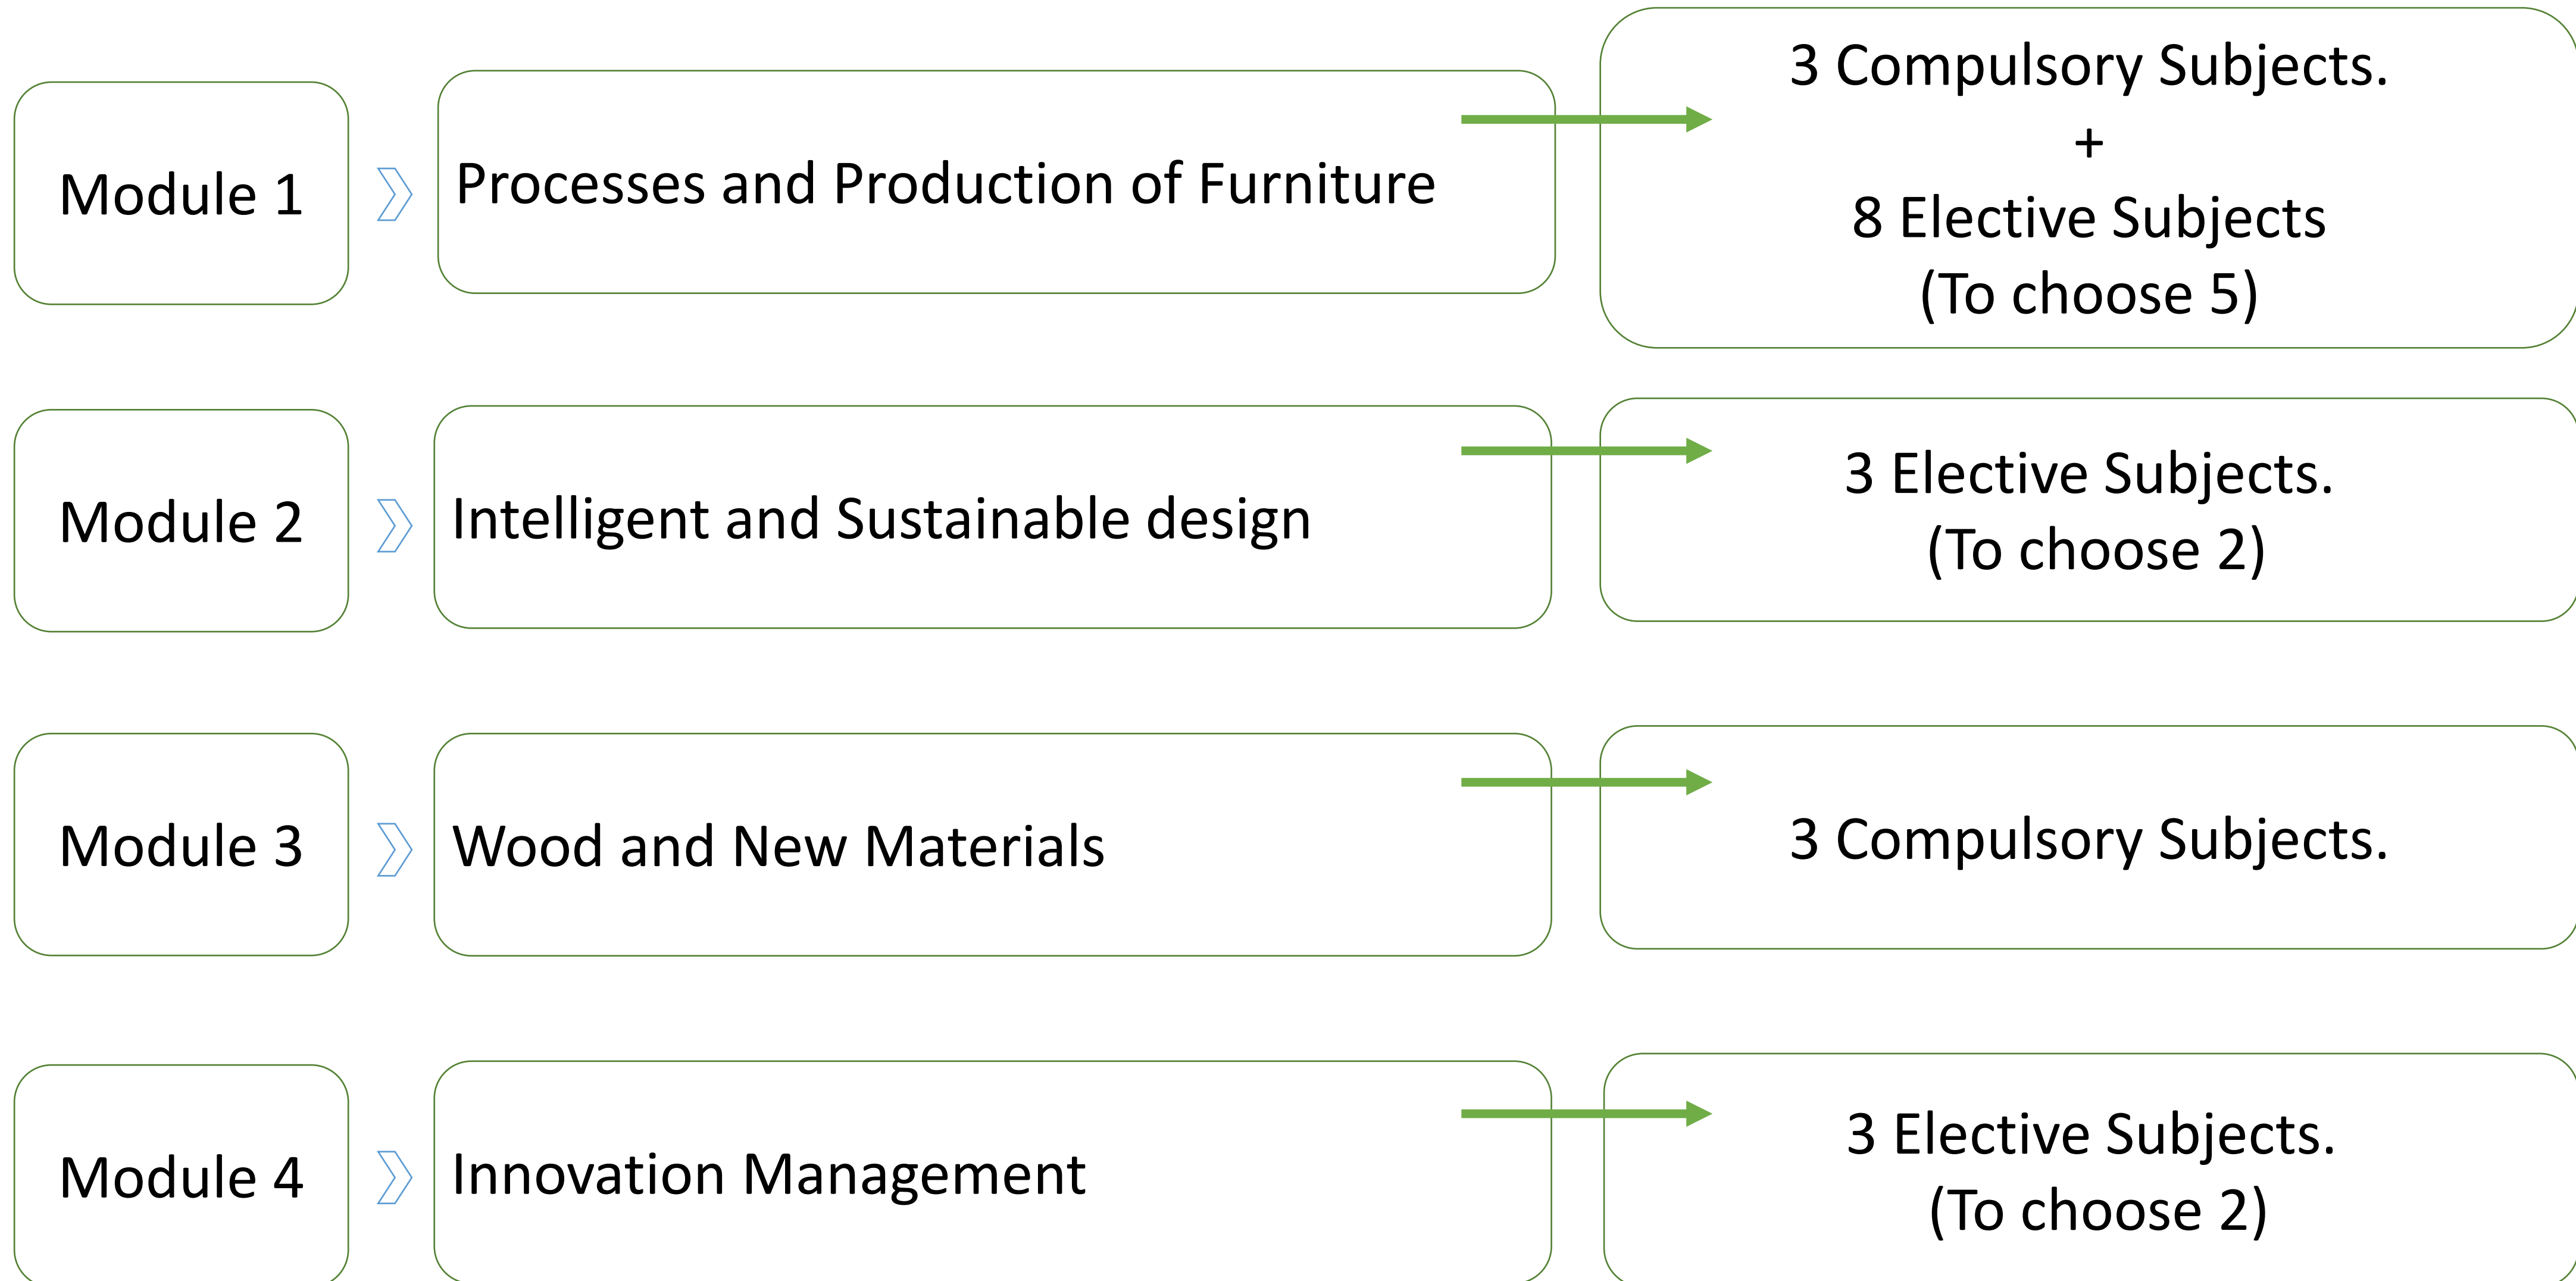 Module 1
Processes and Production of Furniture
3 Compulsory Subjects.
+
8 Elective Subjects
(To choose 5)
Module 2
Intelligent and Sustainable design
3 Elective Subjects.
(To choose 2)
Module 3
Wood and New Materials
3 Compulsory Subjects.
Module 4
Innovation Management
3 Elective Subjects.
(To choose 2)